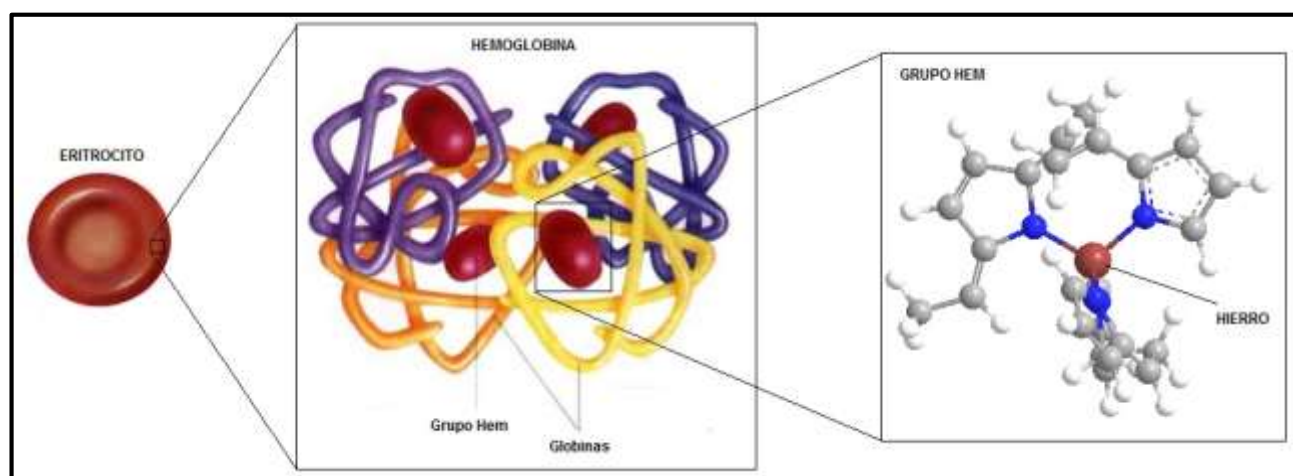 ERITROCITO
HEMOGLOBINA
Grupo Hem
Globinas
GRUPO HEM
HIERRO